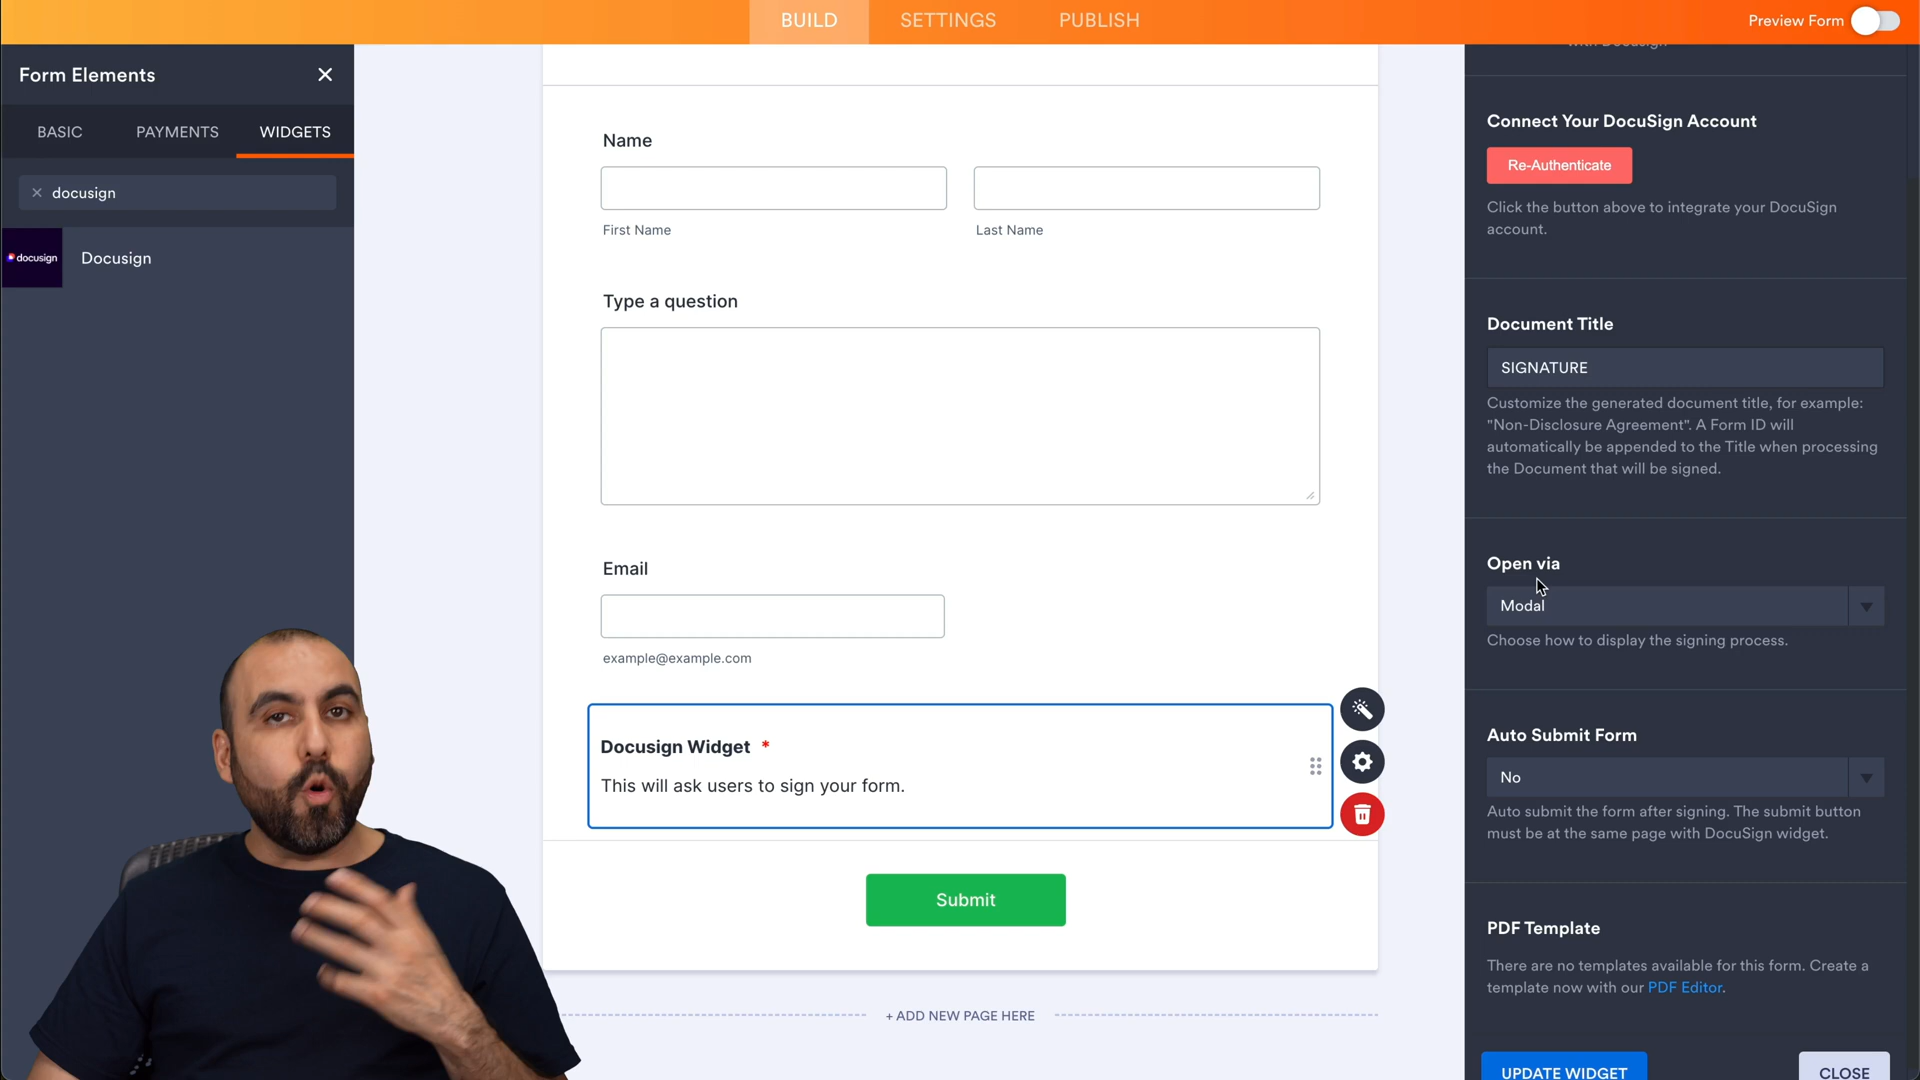 BUILD
SETTINGS
PUBLISH
Preview Form
Form Elements
BASIC
PAYMENTS
WIDGETS
docusign
docusign
Docusign
Name
First Name
Last Name
Type a question
Email
example@example.com
Docusign Widget *
This will ask users to sign your form.
Submit
+ ADD NEW PAGE HERE
with Docusign
Connect Your DocuSign Account
Re-Authenticate
Click the button above to integrate your DocuSign
account.
Document Title
SIGNATURE
Customize the generated document title, for example:
"Non-Disclosure Agreement". A Form ID will
automatically be appended to the Title when processing
the Document that will be signed.
Open via
Modal
Choose how to display the signing process.
Auto Submit Form
No
Auto submit the form after signing. The submit button
must be at the same page with DocuSign widget.
PDF Template
There are no templates available for this form. Create a
template now with our PDF Editor.
UPDATE WIDGET
CLOSE